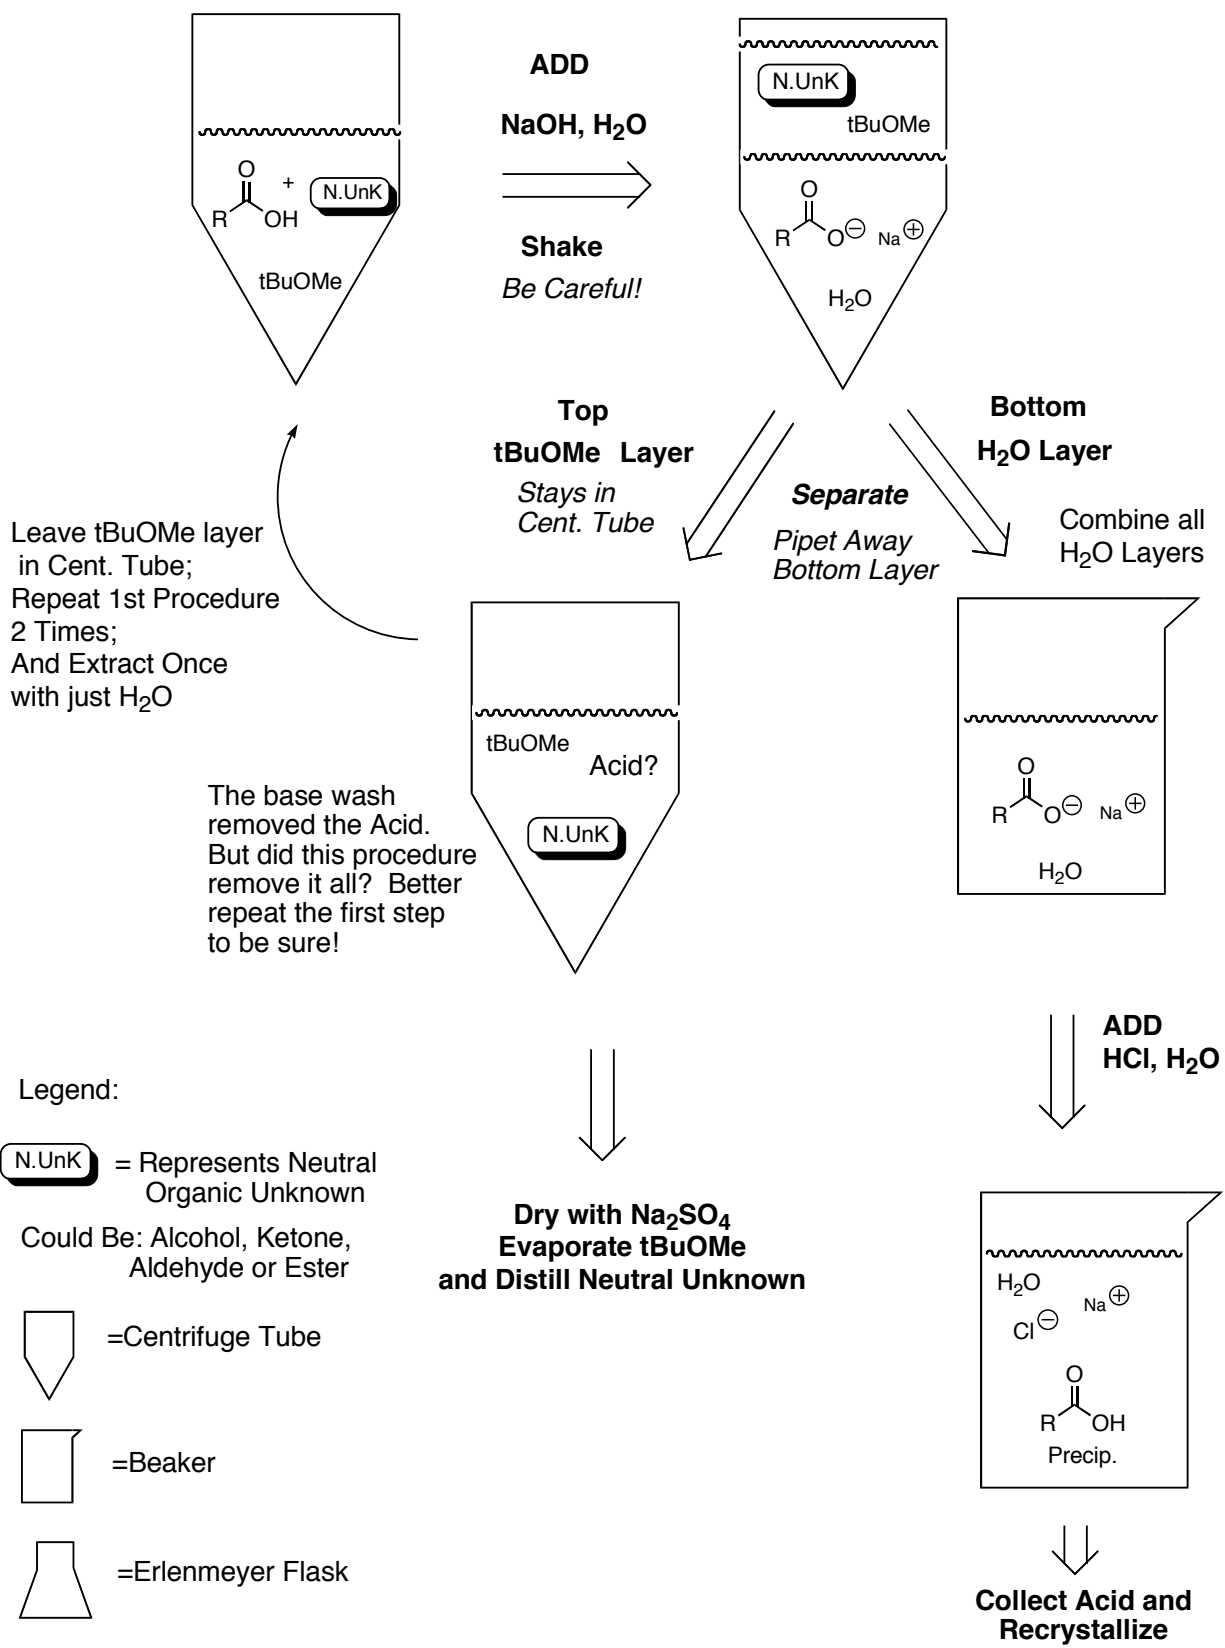 O
R
OH
+
N.UnK
tBuOMe
ADD
NaOH, H2O
Shake
Be Careful!
N.UnK
tBuOMe
O
R
O⊖ Na⊕
H2O
Top
tBuOMe Layer
Stays in
Cent. Tube
Separate
Pipet Away
Bottom Layer
Bottom
H2O Layer
Combine all
H2O Layers
Leave tBuOMe layer
in Cent. Tube;
Repeat 1st Procedure
2 Times;
And Extract Once
with just H2O
tBuOMe
Acid?
N.UnK
The base wash
removed the Acid.
But did this procedure
remove it all? Better
repeat the first step
to be sure!
O
R
O⊖ Na⊕
H2O
ADD
HCl, H2O
Dry with Na2SO4
Evaporate tBuOMe
and Distill Neutral Unknown
H2O
Na⊕
Cl⊖
O
R
OH
Precip.
Collect Acid and
Recrystallize
Legend:
N.UnK = Represents Neutral
Organic Unknown
Could Be: Alcohol, Ketone,
Aldehyde or Ester
=Centrifuge Tube
=Beaker
=Erlenmeyer Flask